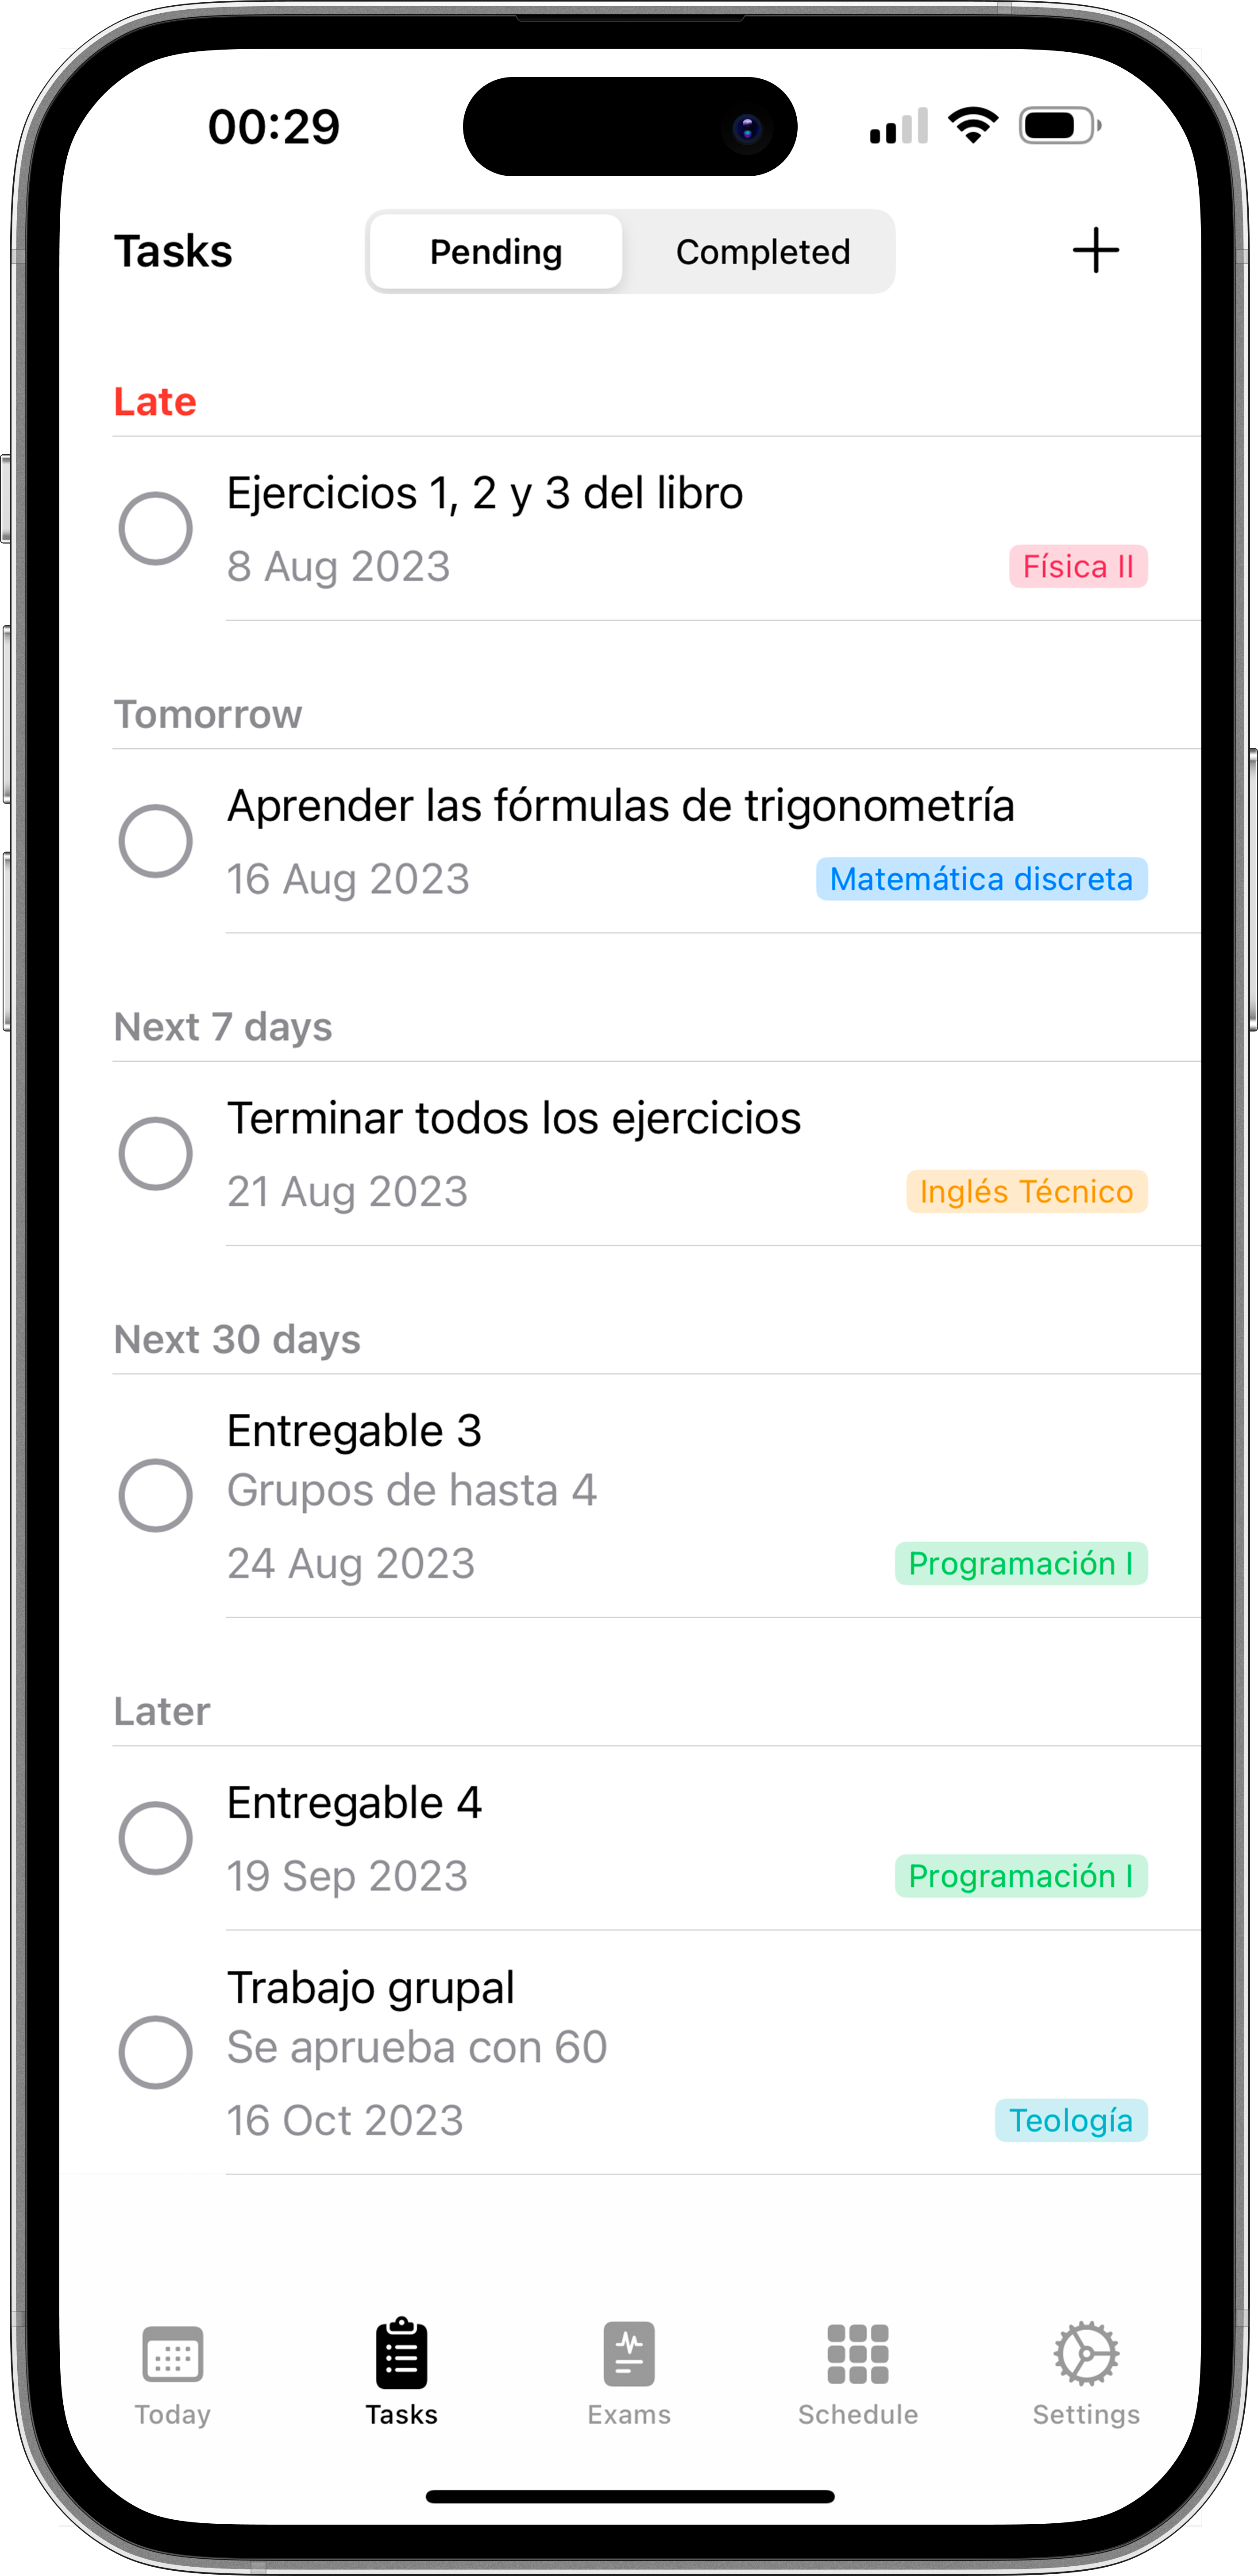 00:29
Tasks
Pending
Completed
Late
Ejercicios 1, 2 y 3 del libro
8 Aug 2023
Física II
Tomorrow
Aprender las fórmulas de trigonometría
16 Aug 2023
Matemática discreta
Next 7 days
Terminar todos los ejercicios
21 Aug 2023
Inglés Técnico
Next 30 days
Entregable 3
Grupos de hasta 4
24 Aug 2023
Programación I
Later
Entregable 4
19 Sep 2023
Programación I
Trabajo grupal
Se aprueba con 60
16 Oct 2023
Teología
Today
Tasks
Exams
Schedule
Settings